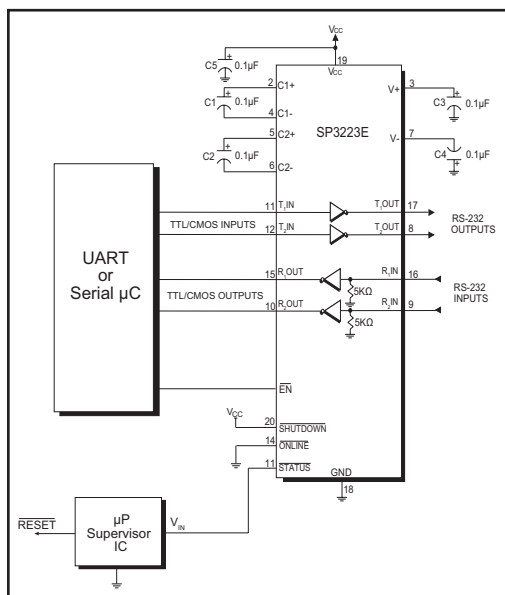 VCC
C5
+
0.1µF
19
VCC
2
C1+
C1
+
0.1µF
4
C1-
5
C2+
C2
+
0.1µF
6
C2-
SP3223E
V+
3
C3
+
0.1µF
V-
7
C4
0.1µF
+
UART
or
Serial µC
TTL/CMOS INPUTS
11
T1IN
T1OUT
17
12
T2IN
T2OUT
8
RS-232
OUTPUTS
TTL/CMOS OUTPUTS
15
R1OUT
R1IN
16
5KΩ
10
R2OUT
R2IN
9
5KΩ
RS-232
INPUTS
EN
VCC
20
SHUTDOWN
14
ONLINE
11
STATUS
GND
18
RESET
µP
Supervisor
IC
VIN